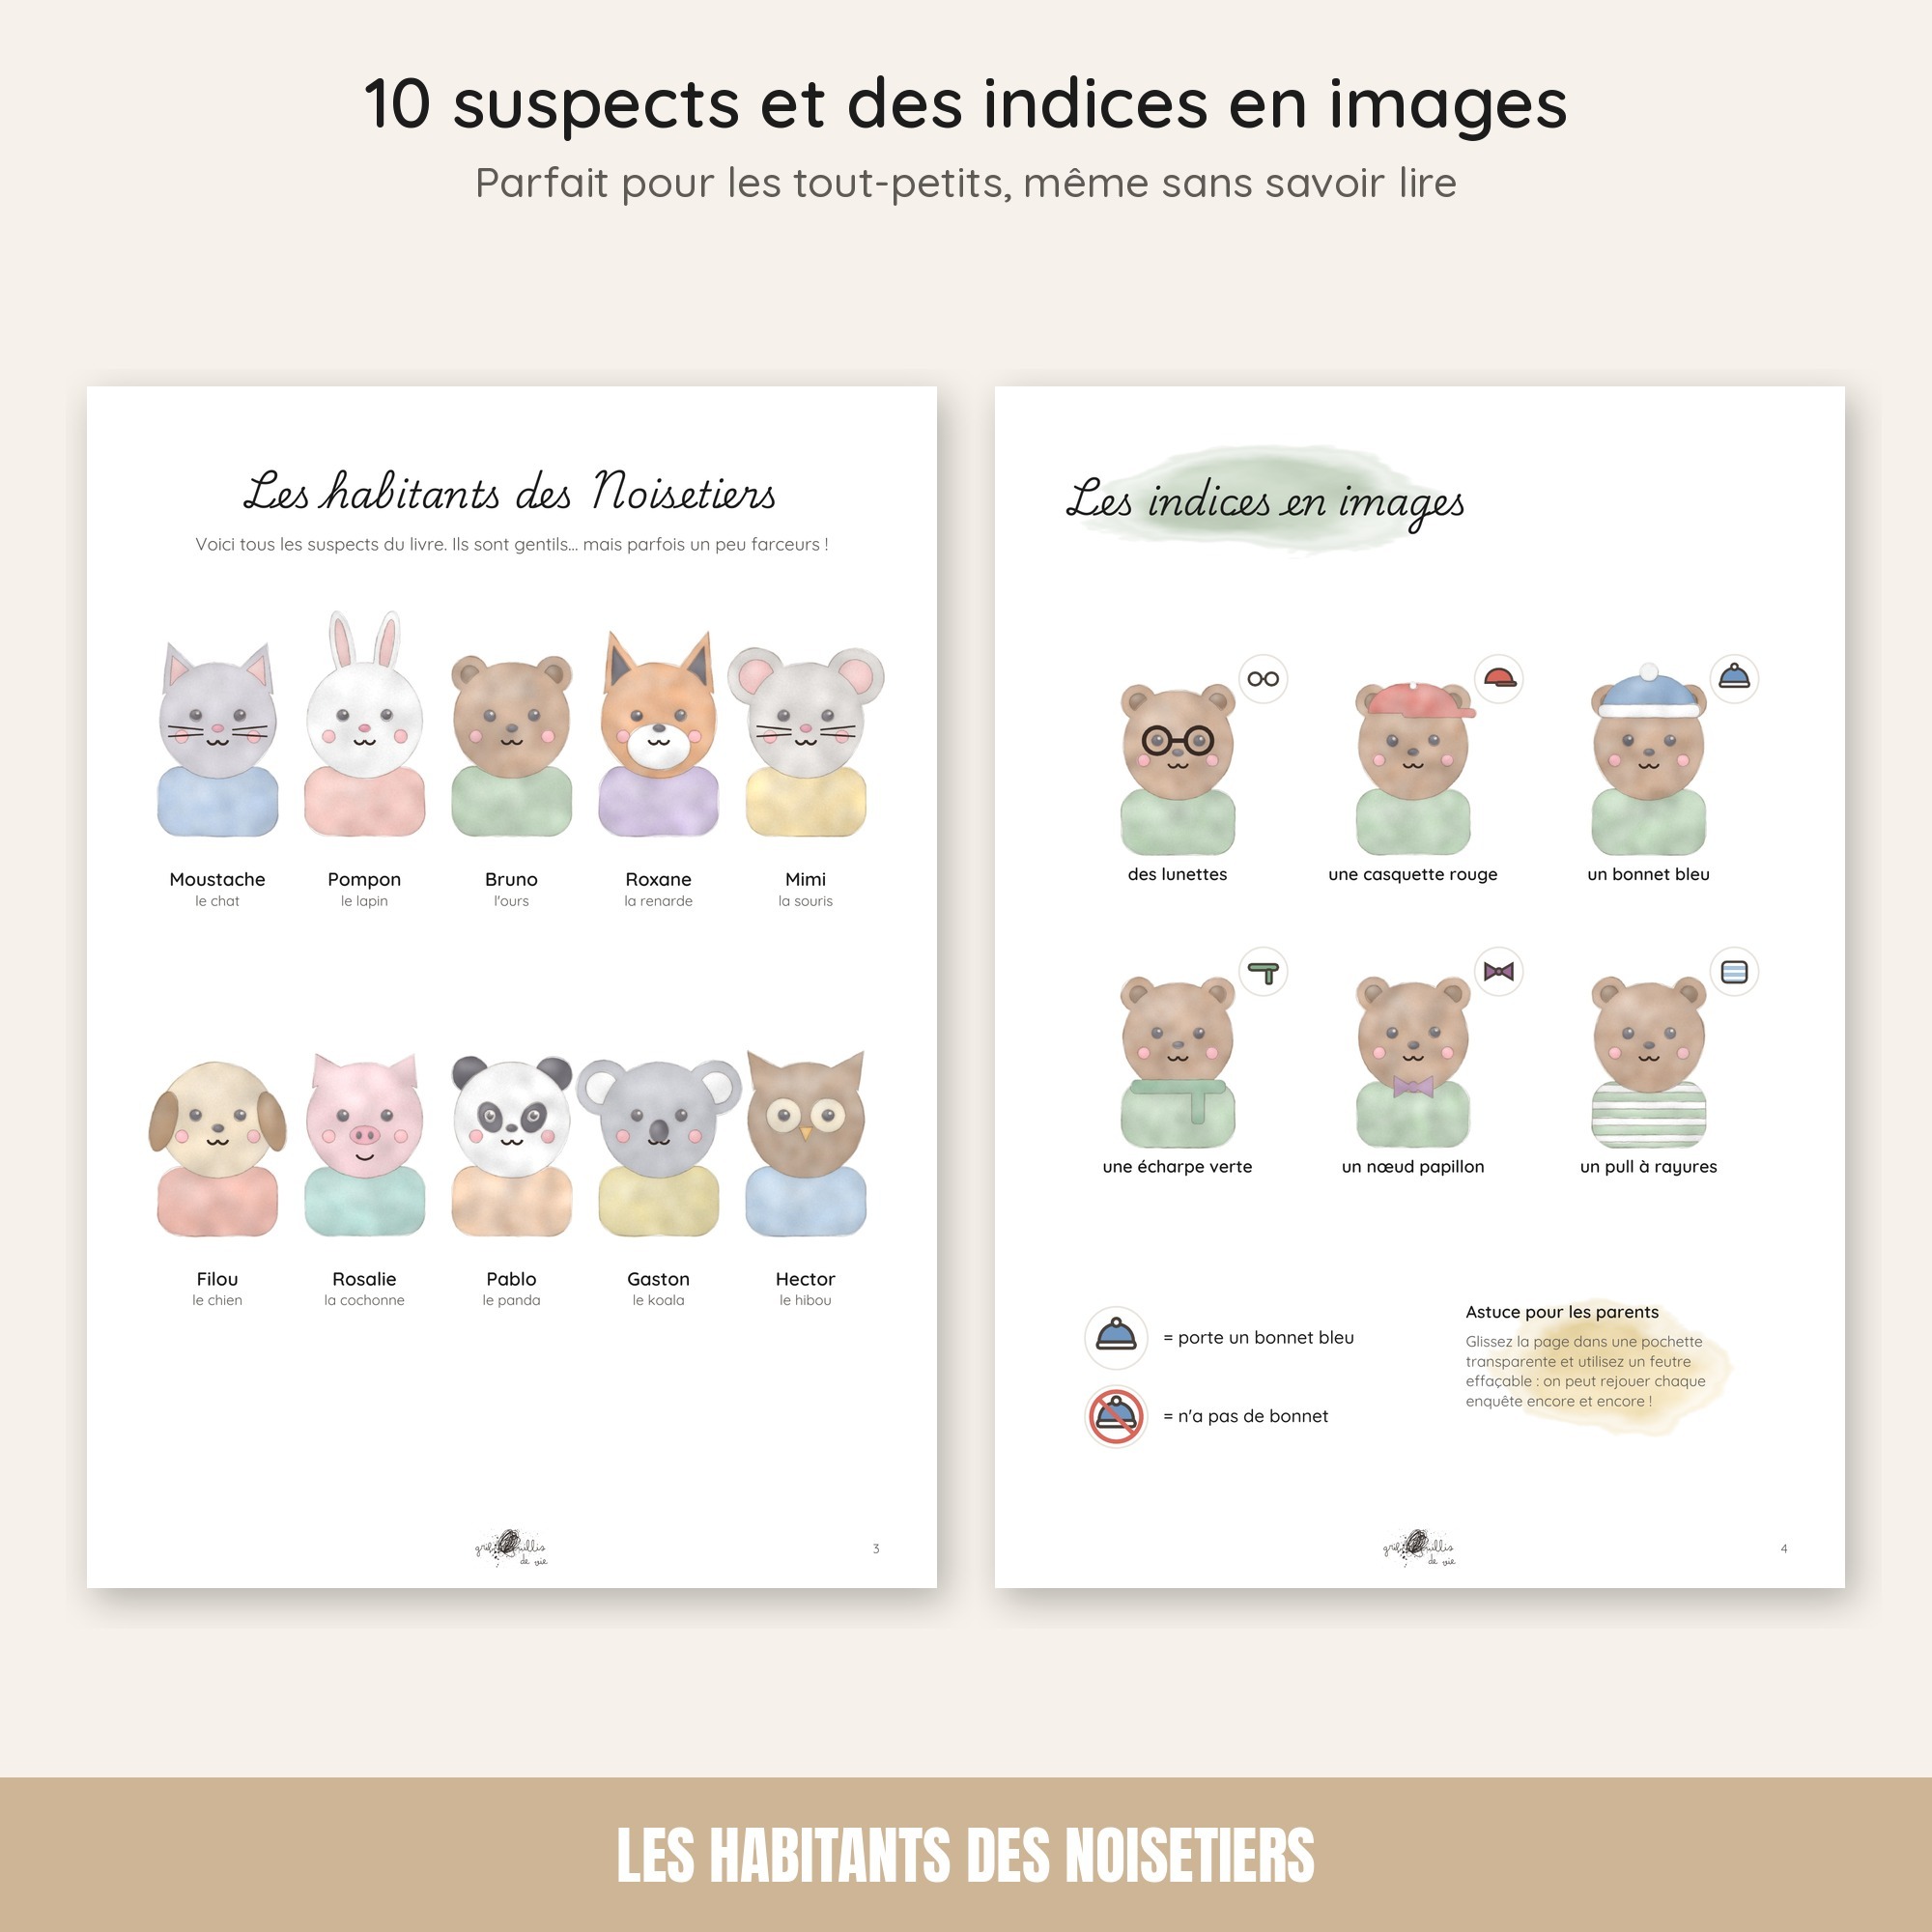 10 suspects et des indices en images
Parfait pour les tout-petits, même sans savoir lire
Les habitants des Noisetiers
Voici tous les suspects du livre. Ils sont gentils... mais parfois un peu farceurs !
Moustache
le chat
Pompon
le lapin
Bruno
l'ours
Roxane
la renarde
Mimi
la souris
Filou
le chien
Rosalie
la cochonne
Pablo
le panda
Gaston
le koala
Hector
le hibou
de vie
3
Les indices en images
des lunettes
une casquette rouge
un bonnet bleu
une écharpe verte
un nœud papillon
un pull à rayures
= porte un bonnet bleu
= n'a pas de bonnet
Astuce pour les parents
Glissez la page dans une pochette
transparente et utilisez un feutre
effaçable : on peut rejouer chaque
enquête encore et encore !
de vie
4
LES HABITANTS DES NOISETIERS